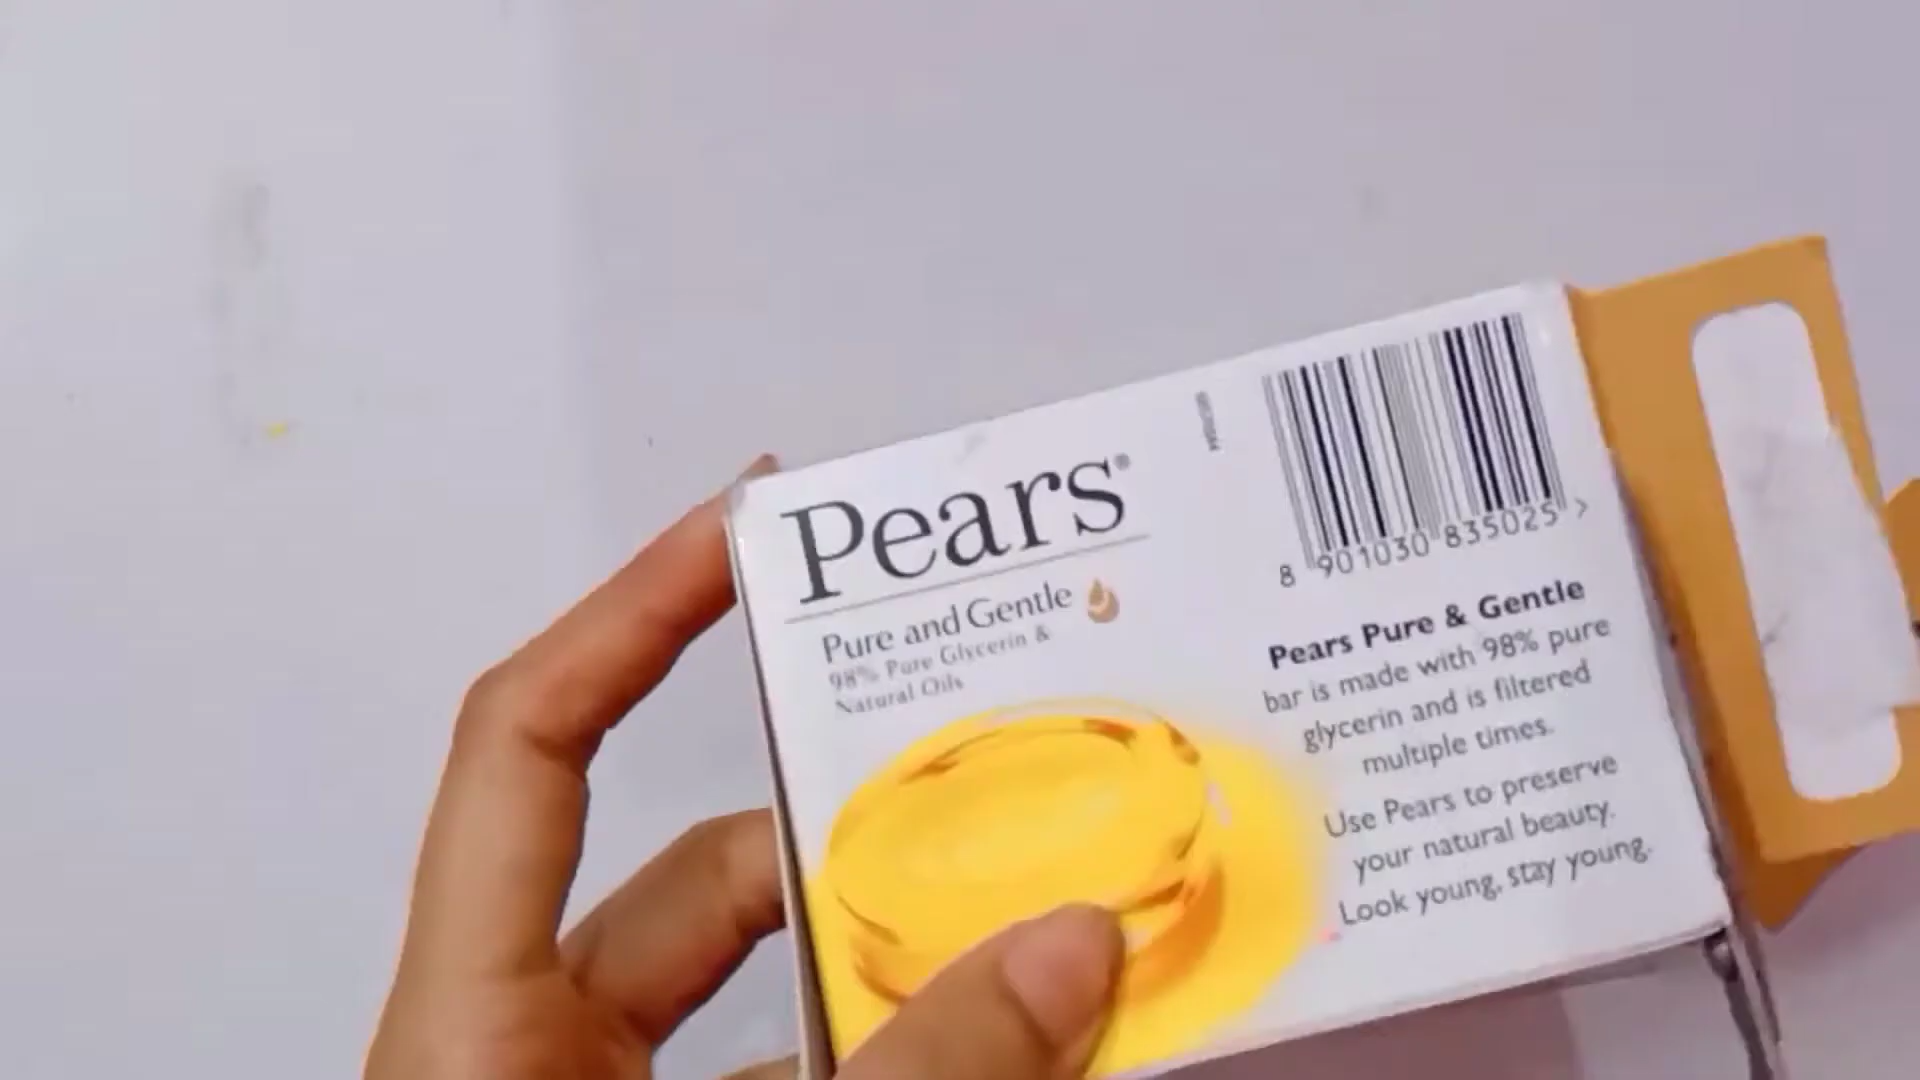 Pears®
Pure and Gentle
98% Pure Glycerin &
Natural Oils
8 901030 835025 >
Pears Pure & Gentle
bar is made with 98% pure
glycerin and is filtered
multiple times.
Use Pears to preserve
your natural beauty.
Look young, stay young.